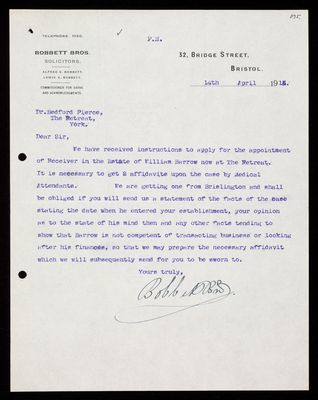 895.
TELEPHONE 1150.
F.H.
BOBBETT BROS.
SOLICITORS.
ALFRED E. BOBBETT.
LEWIS A. BOBBETT.
COMMISSIONER FOR OATHS
AND ACKNOWLEDGMENTS.
32, BRIDGE STREET,
BRISTOL.
14th April 1915.
Dr. Bedford Pierce,
The Retreat,
York.
Dear Sir,
We have received instructions to apply for the appointment
of Receiver in the Estate of William Barrow now at The Retreat.
It is necessary to get 2 affidavits upon the case by Medical
Attendants. We are getting one from Brislington and shall
be obliged if you will send us a statement of the facts of the case
stating the date when he entered your establishment, your opinion
as to the state of his mind then and any other facts tending to
show that Barrow is not competent of transacting business or looking
after his finances, so that we may prepare the necessary affidavit
which we will subsequently send for you to be sworn to.
Yours truly,
Bobbett Bros.